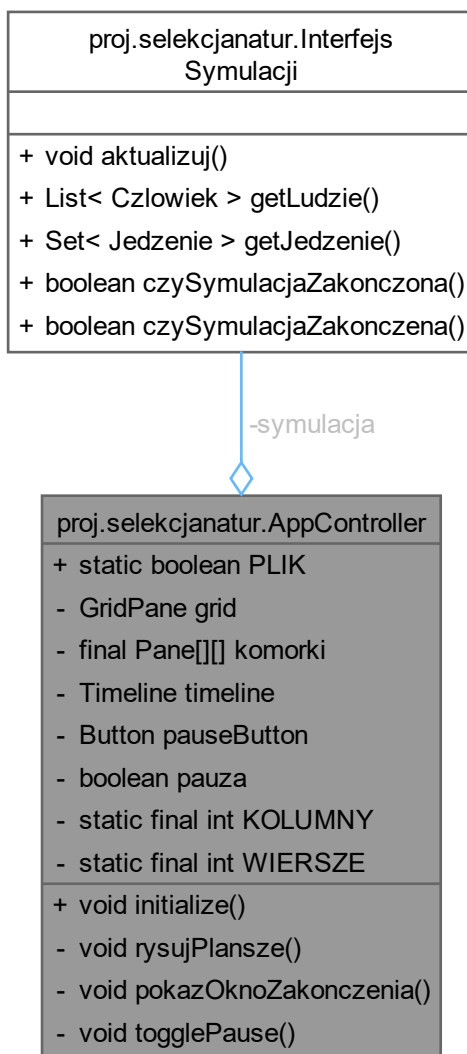 proj.selekcjanatur.Interfejs
Symulacji
+ void aktualizuj()
+ List< Czlowiek > getLudzie()
+ Set< Jedzenie > getJedzenie()
+ boolean czySymulacjaZakonczona()
+ boolean czySymulacjaZakonczena()
-symulacja
proj.selekcjanatur.AppController
+ static boolean PLIK
- GridPane grid
- final Pane[][] komorki
- Timeline timeline
- Button pauseButton
- boolean pauza
- static final int KOLUMNY
- static final int WIERSZE
+ void initialize()
- void rysujPlansze()
- void pokazOknoZakonczenia()
- void togglePause()